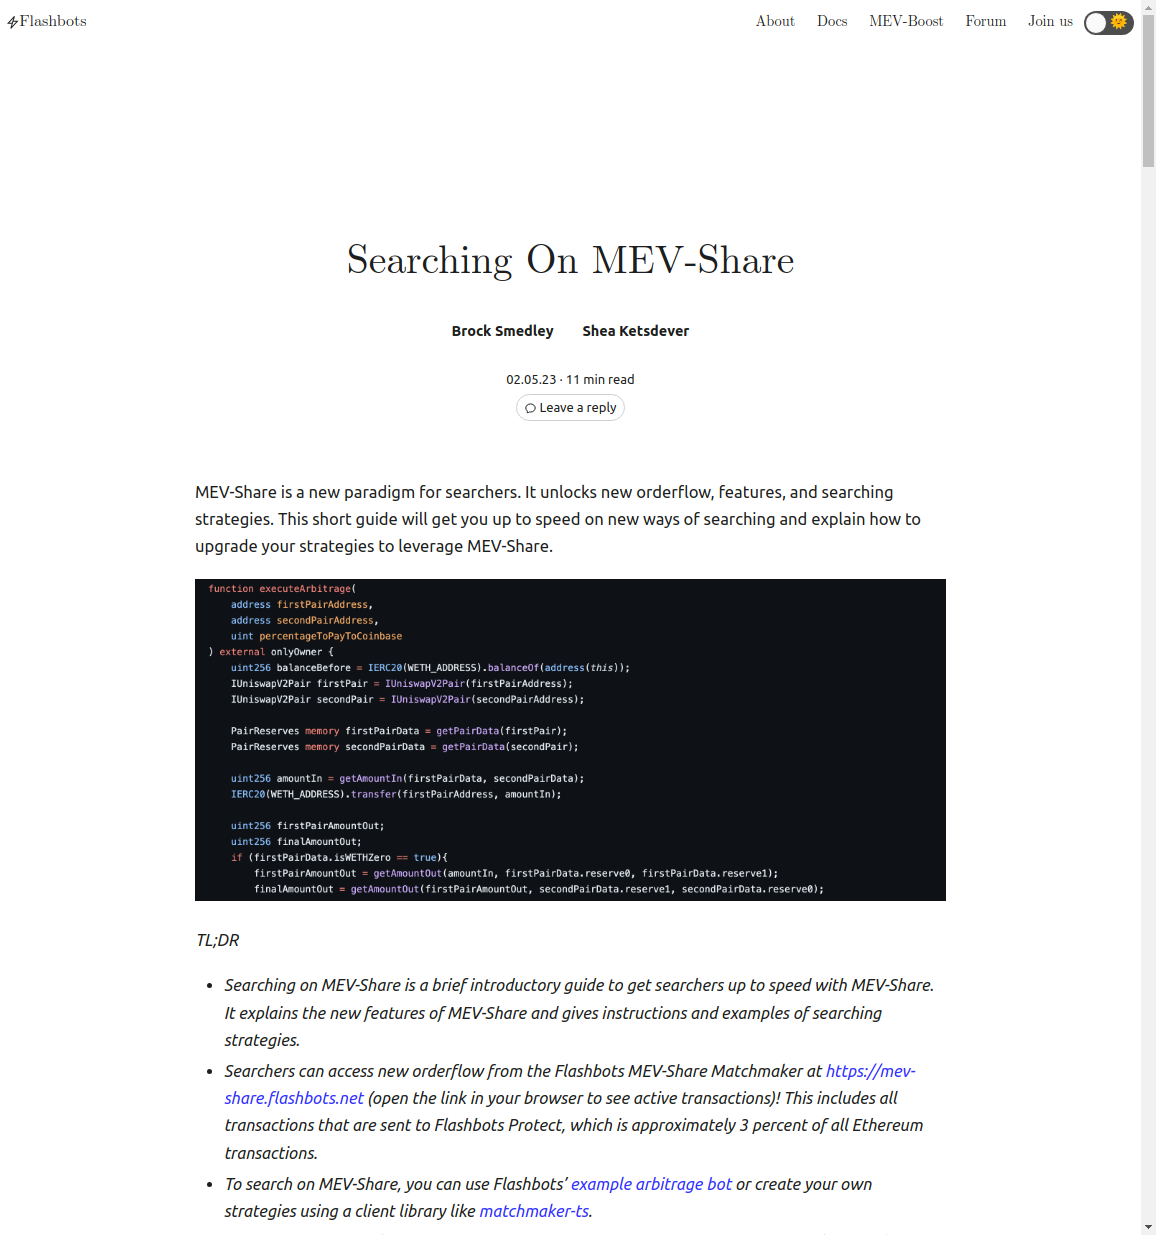 Flashbots
About Docs MEV-Boost Forum Join us
Searching On MEV-Share
Brock Smedley Shea Ketsdever
02.05.23 · 11 min read
Leave a reply
MEV-Share is a new paradigm for searchers. It unlocks new orderflow, features, and searching
strategies. This short guide will get you up to speed on new ways of searching and explain how to
upgrade your strategies to leverage MEV-Share.
function executeArbitrage(
address firstPairAddress,
address secondPairAddress,
uint percentageToPayToCoinbase
) external onlyOwner {
uint256 balanceBefore = IERC20(WETH_ADDRESS).balanceOf(address(this));
IUniswapV2Pair firstPair = IUniswapV2Pair(firstPairAddress);
IUniswapV2Pair secondPair = IUniswapV2Pair(secondPairAddress);
PairReserves memory firstPairData = getPairData(firstPair);
PairReserves memory secondPairData = getPairData(secondPair);
uint256 amountIn = getAmountIn(firstPairData, secondPairData);
IERC20(WETH_ADDRESS).transfer(firstPairAddress, amountIn);
uint256 firstPairAmountOut;
uint256 finalAmountOut;
if (firstPairData.isWETHZero == true){
firstPairAmountOut = getAmountOut(amountIn, firstPairData.reserve0, firstPairData.reserve1);
finalAmountOut = getAmountOut(firstPairAmountOut, secondPairData.reserve1, secondPairData.reserve0);
TL;DR
• Searching on MEV-Share is a brief introductory guide to get searchers up to speed with MEV-Share.
It explains the new features of MEV-Share and gives instructions and examples of searching
strategies.
• Searchers can access new orderflow from the Flashbots MEV-Share Matchmaker at https://mev-
share.flashbots.net (open the link in your browser to see active transactions)! This includes all
transactions that are sent to Flashbots Protect, which is approximately 3 percent of all Ethereum
transactions.
• To search on MEV-Share, you can use Flashbots’ example arbitrage bot or create your own
strategies using a client library like matchmaker-ts.